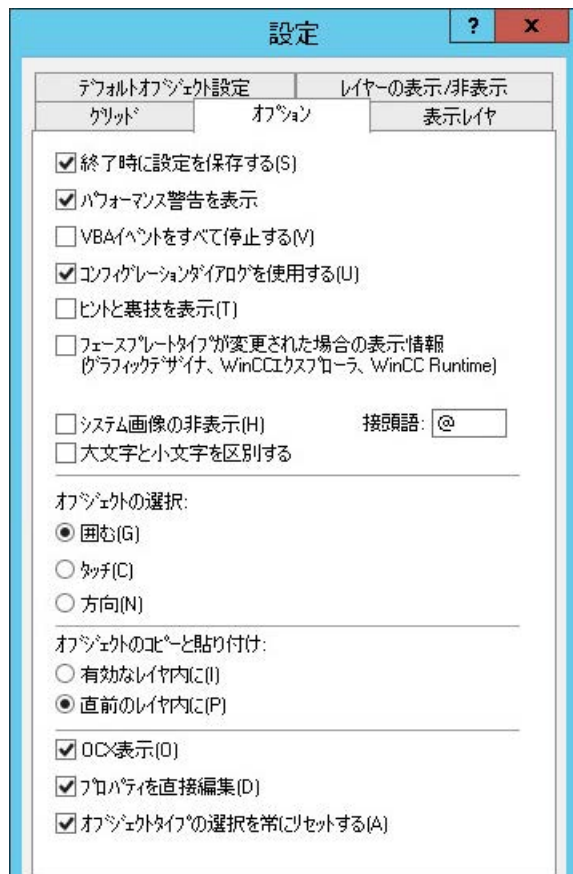 設定
? x
デフォルトオブジェクト設定 レイヤーの表示/非表示
グリッド オプション 表示レイヤ
終了時に設定を保存する(S)
パフォーマンス警告を表示
VBAイベントをすべて停止する(V)
コンフィグレーションダイアログを使用する(U)
ヒントと裏技を表示(T)
フェースプレートタイプが変更された場合の表示情報
(グラフィックデザイナ、WinCCエクスプローラ、WinCC Runtime)
システム画像の非表示(H) 接頭語: @
大文字と小文字を区別する
オブジェクトの選択:
囲む(G)
タッチ(C)
方向(N)
オブジェクトのコピーと貼り付け:
有効なレイヤ内に(I)
直前のレイヤ内に(P)
OCX表示(O)
プロパティを直接編集(D)
オブジェクトタイプの選択を常にリセットする(A)